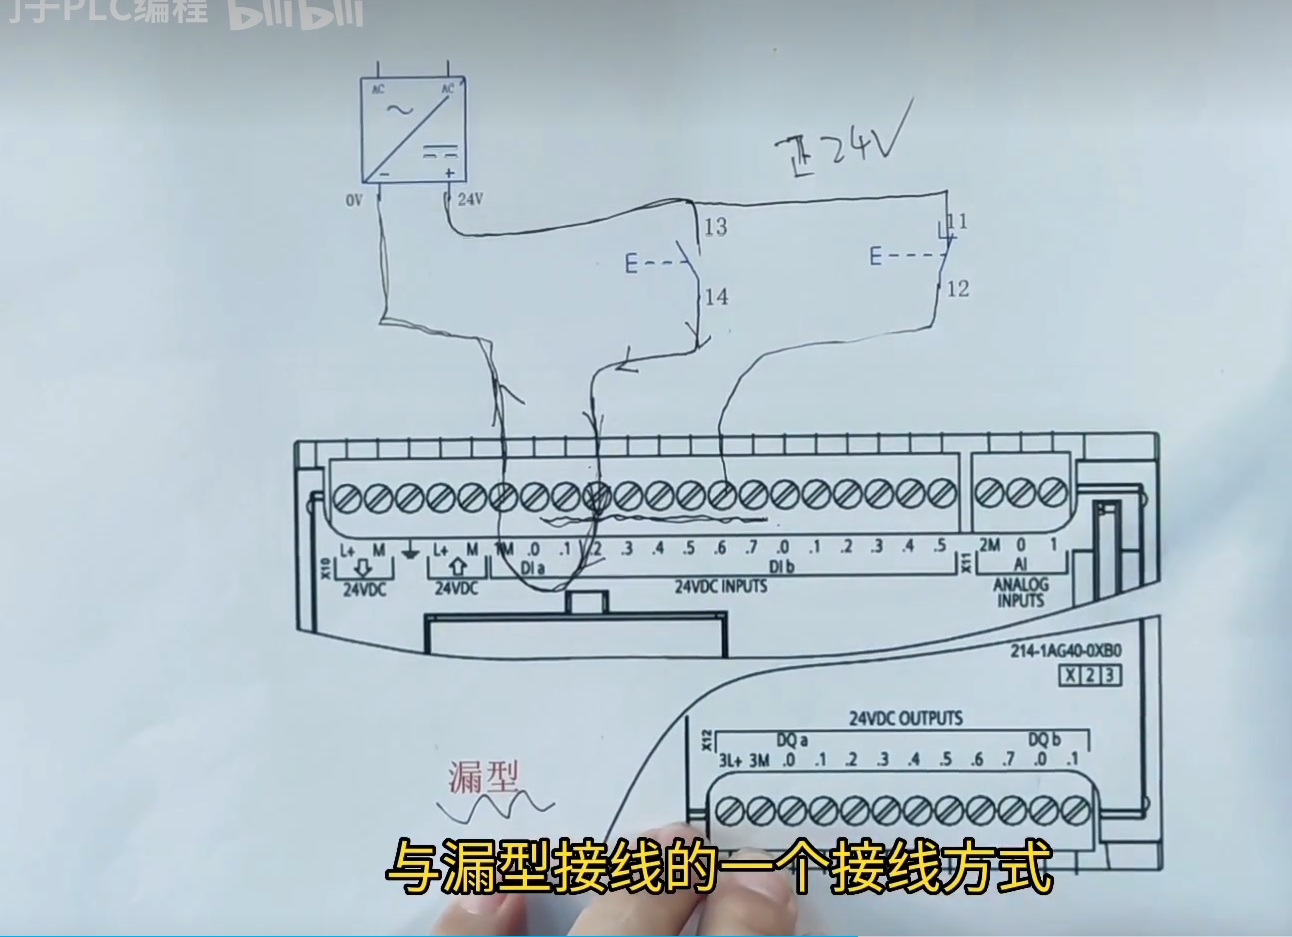 子PLC编程 bilibili
AC AC
- +
0V 24V
正24V
13
E
14
11
E
12
L+ M L+ M 1M .0 .1 .2 .3 .4 .5 .6 .7 .0 .1 .2 .3 .4 .5 2M 0 1
X10 24VDC 24VDC DI a 24VDC INPUTS DI b X11 AI
ANALOG
INPUTS
214-1AG40-0XB0
X 2 3
24VDC OUTPUTS
X12 DQ a DQ b
3L+ 3M .0 .1 .2 .3 .4 .5 .6 .7 .0 .1
漏型
与漏型接线的一个接线方式